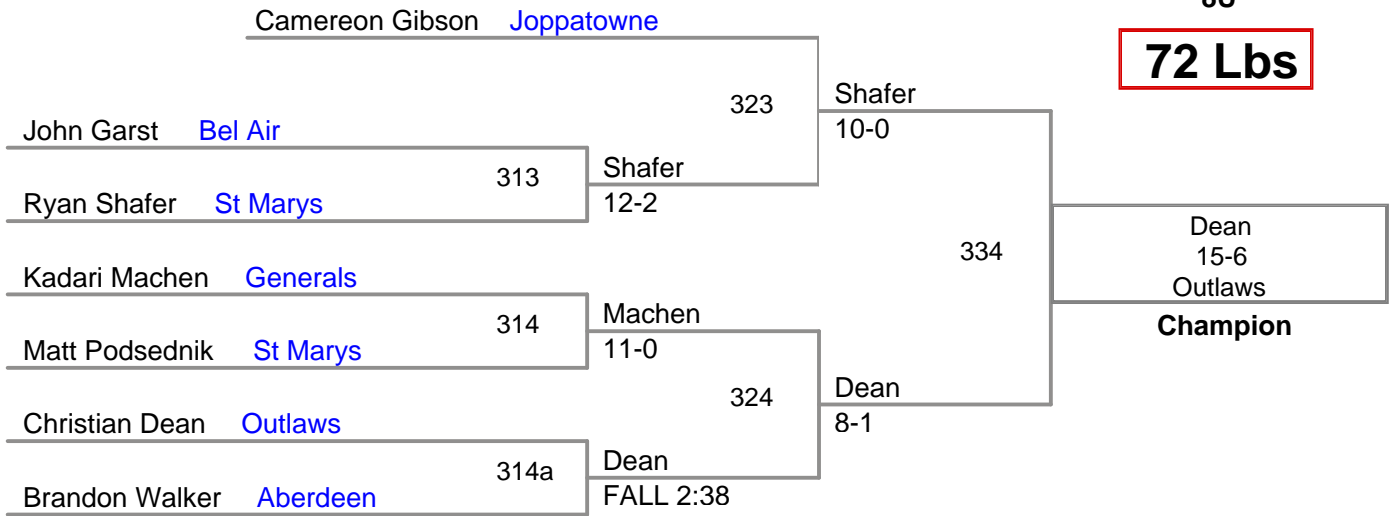 Camereon Gibson Joppatowne
72 Lbs
323
Shafer
10-0
John Garst Bel Air
313
Shafer
12-2
Ryan Shafer St Marys
334
Dean
15-6
Outlaws
Champion
Kadari Machen Generals
314
Machen
11-0
Matt Podsednik St Marys
324
Dean
8-1
Christian Dean Outlaws
314a
Dean
FALL 2:38
Brandon Walker Aberdeen